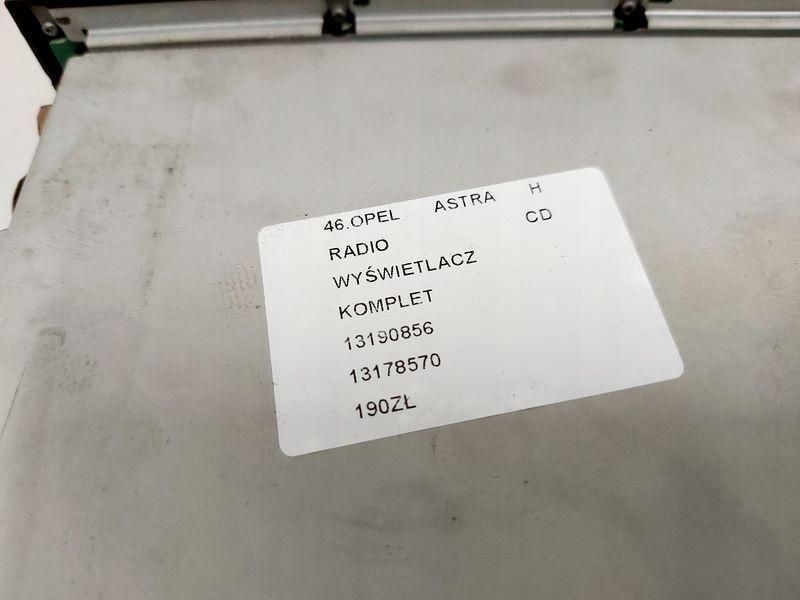 46.OPEL ASTRA H
RADIO CD
WYŚWIETLACZ
KOMPLET
13190856
13178570
190ZŁ